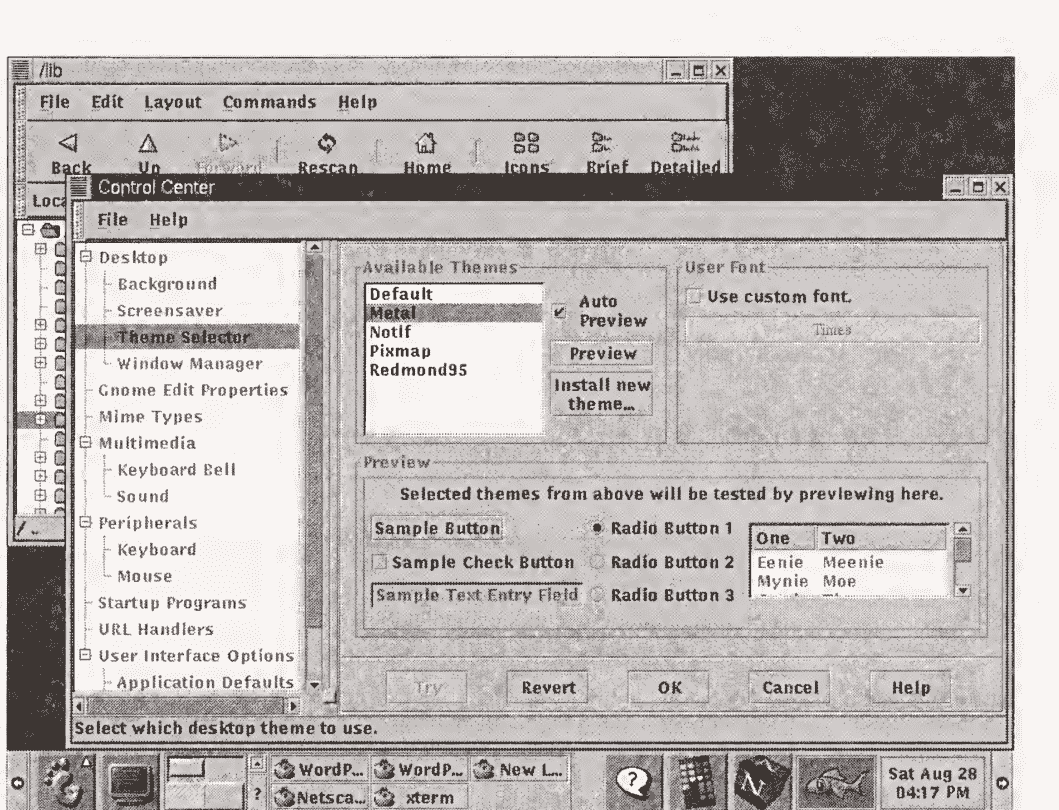 /lib
File Edit Layout Commands Help
Back Up Forward Rescan Home Icons Brief Detailed
Loca
Control Center
File Help
Desktop
Background
Screensaver
Theme Selector
Window Manager
Gnome Edit Properties
Mime Types
Multimedia
Keyboard Bell
Sound
Peripherals
Keyboard
Mouse
Startup Programs
URL Handlers
User Interface Options
Application Defaults
Available Themes
Default
Metal
Notif
Pixmap
Redmond95
Auto
Preview
Preview
Install new
theme...
User Font
Use custom font.
Times
Preview
Selected themes from above will be tested by previewing here.
Sample Button
Sample Check Button
Sample Text Entry Field
Radio Button 1
Radio Button 2
Radio Button 3
One Two
Eenie Meenie
Mynie Moe
Try Revert OK Cancel Help
Select which desktop theme to use.
WordP... WordP... New L...
? Netsca... xterm
?
N
Sat Aug 28
04:17 PM